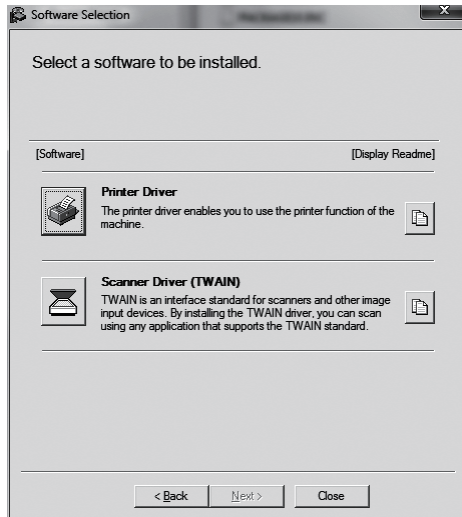 Software Selection
Select a software to be installed.
[Software] [Display Readme]
Printer Driver
The printer driver enables you to use the printer function of the
machine.
Scanner Driver (TWAIN)
TWAIN is an interface standard for scanners and other image
input devices. By installing the TWAIN driver, you can scan
using any application that supports the TWAIN standard.
< Back Next > Close